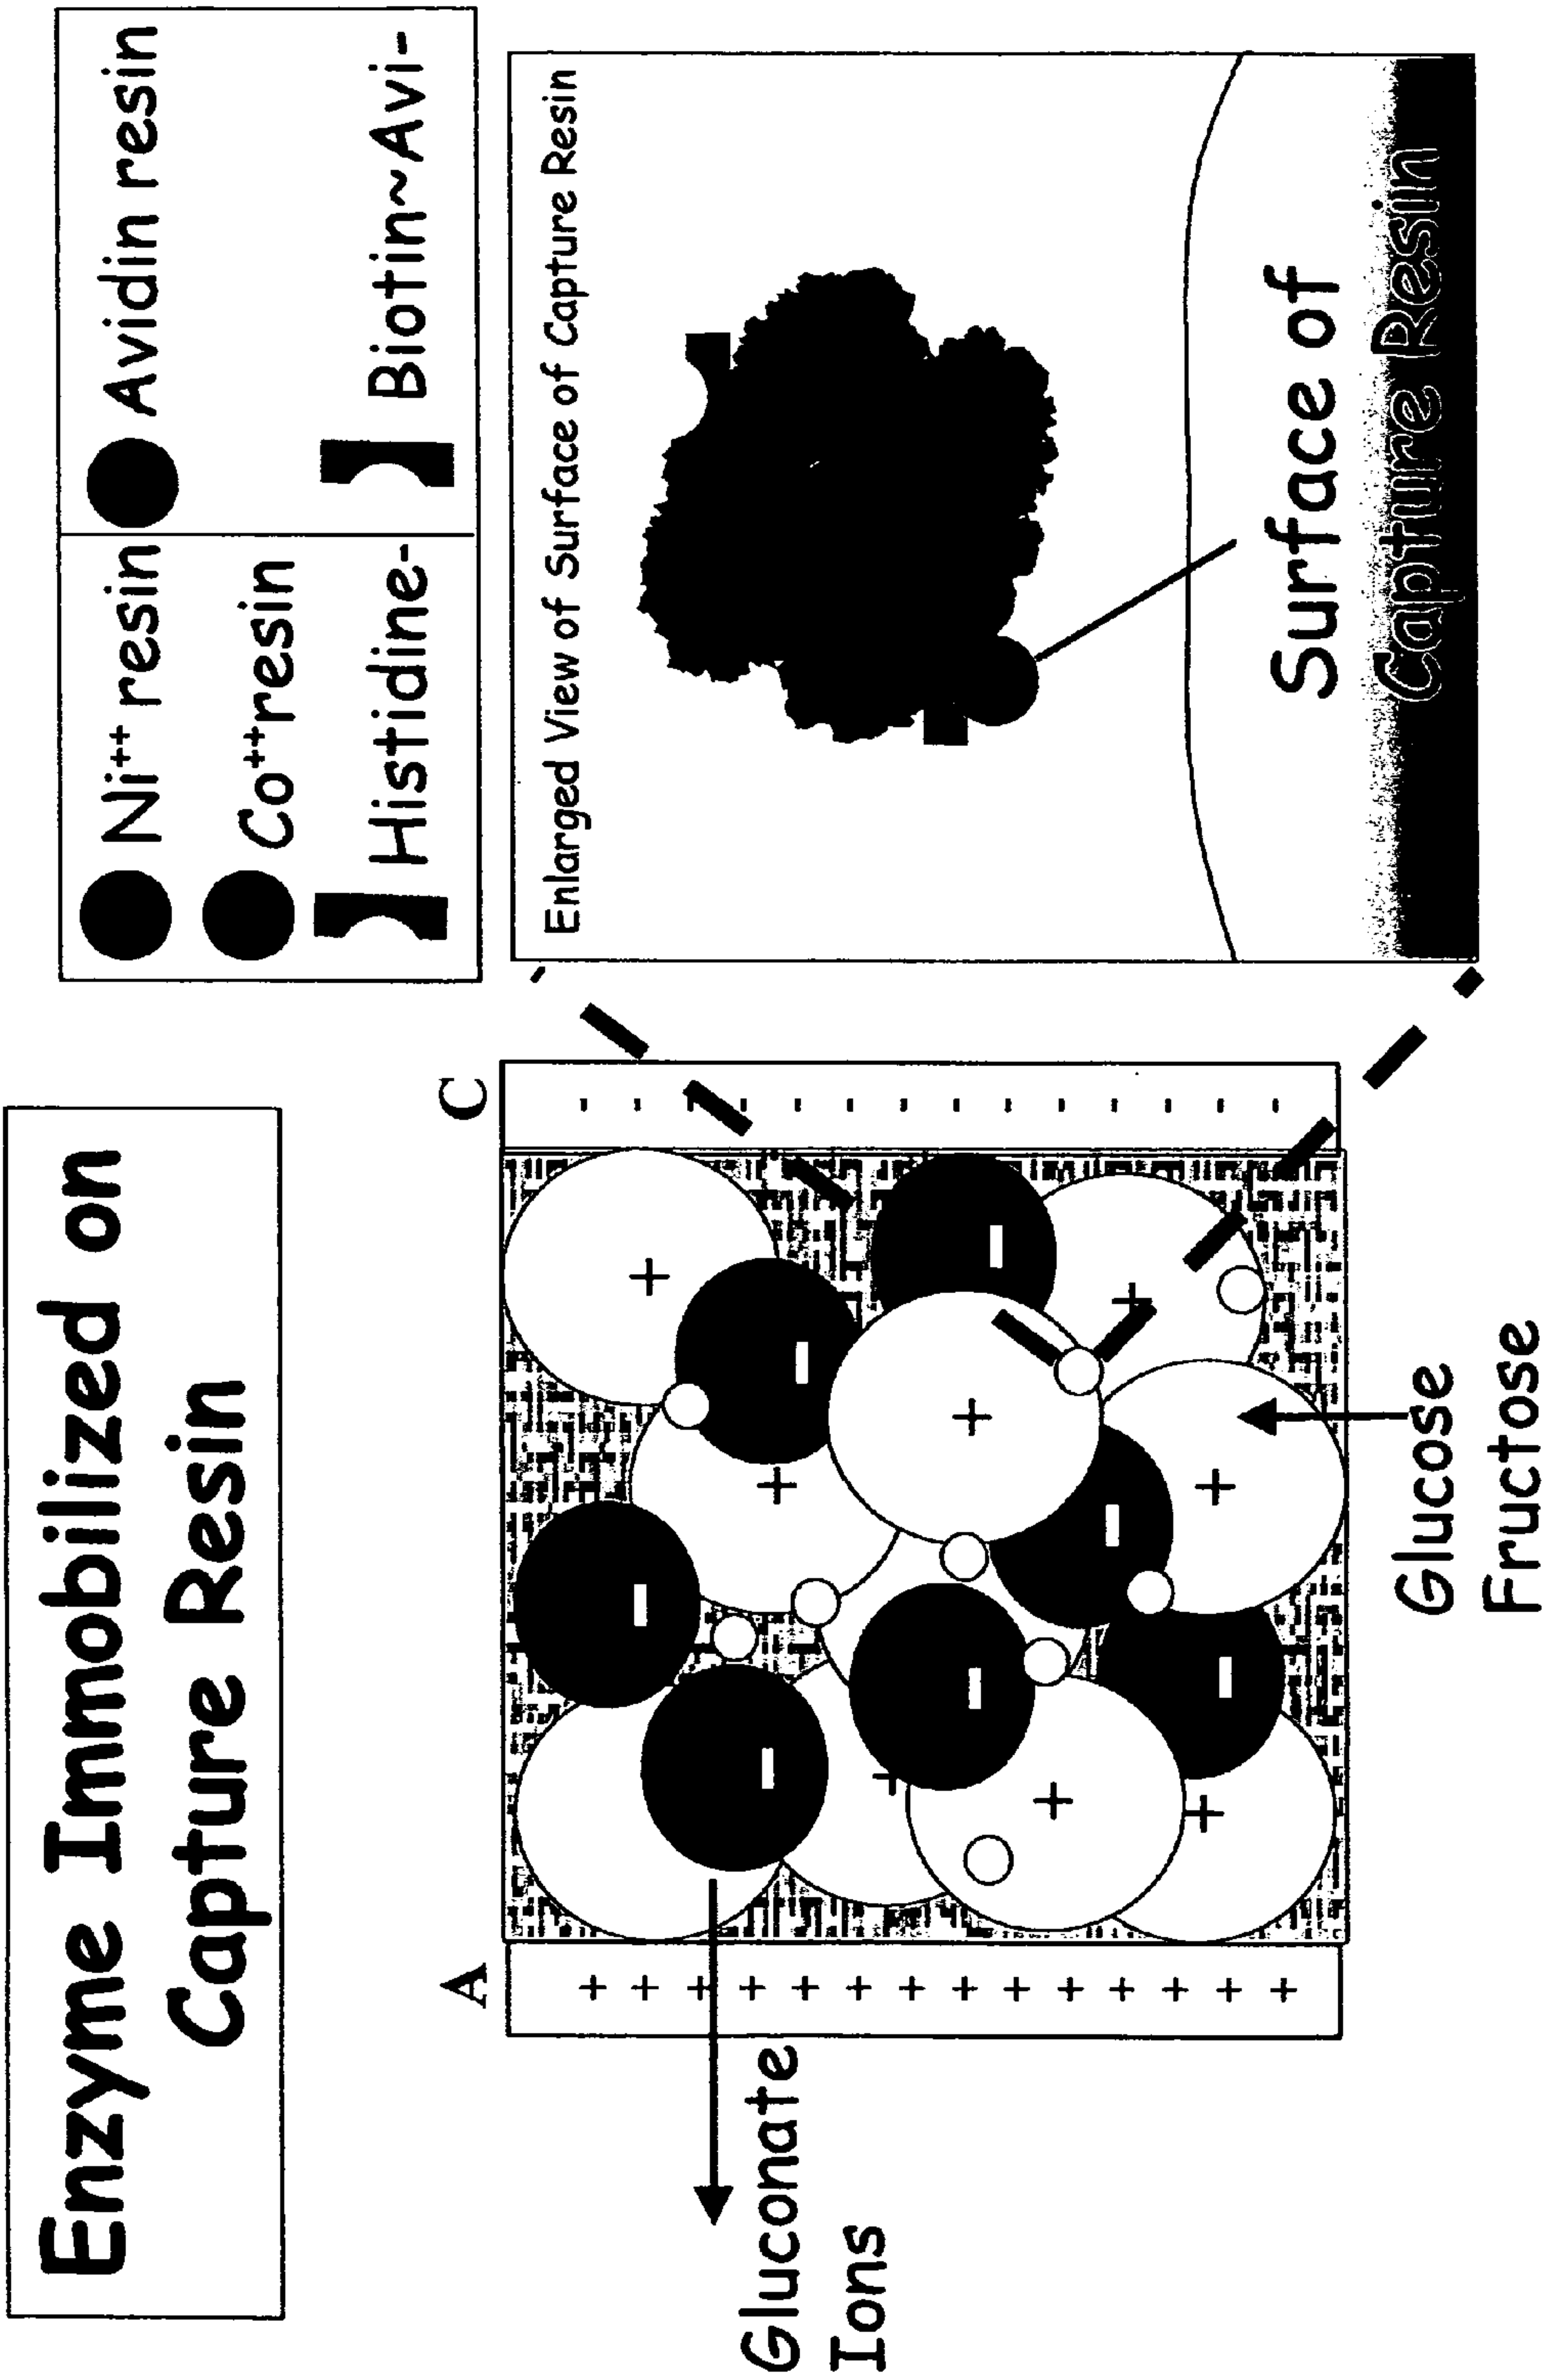 Enzyme Immobilized on
Capture Resin
Ni++ resin
Co++ resin
Histidine-
Avidin resin
Biotin~Avi-
A
+ + + + + + + + + + + + + +
C
- - - - - - - - - - - - - -
+
+
+
+
+
+
+
+
-
-
-
-
-
-
-
Gluconate
Ions
Glucose
Fructose
Enlarged View of Surface of Capture Resin
Surface of
Capture Resin